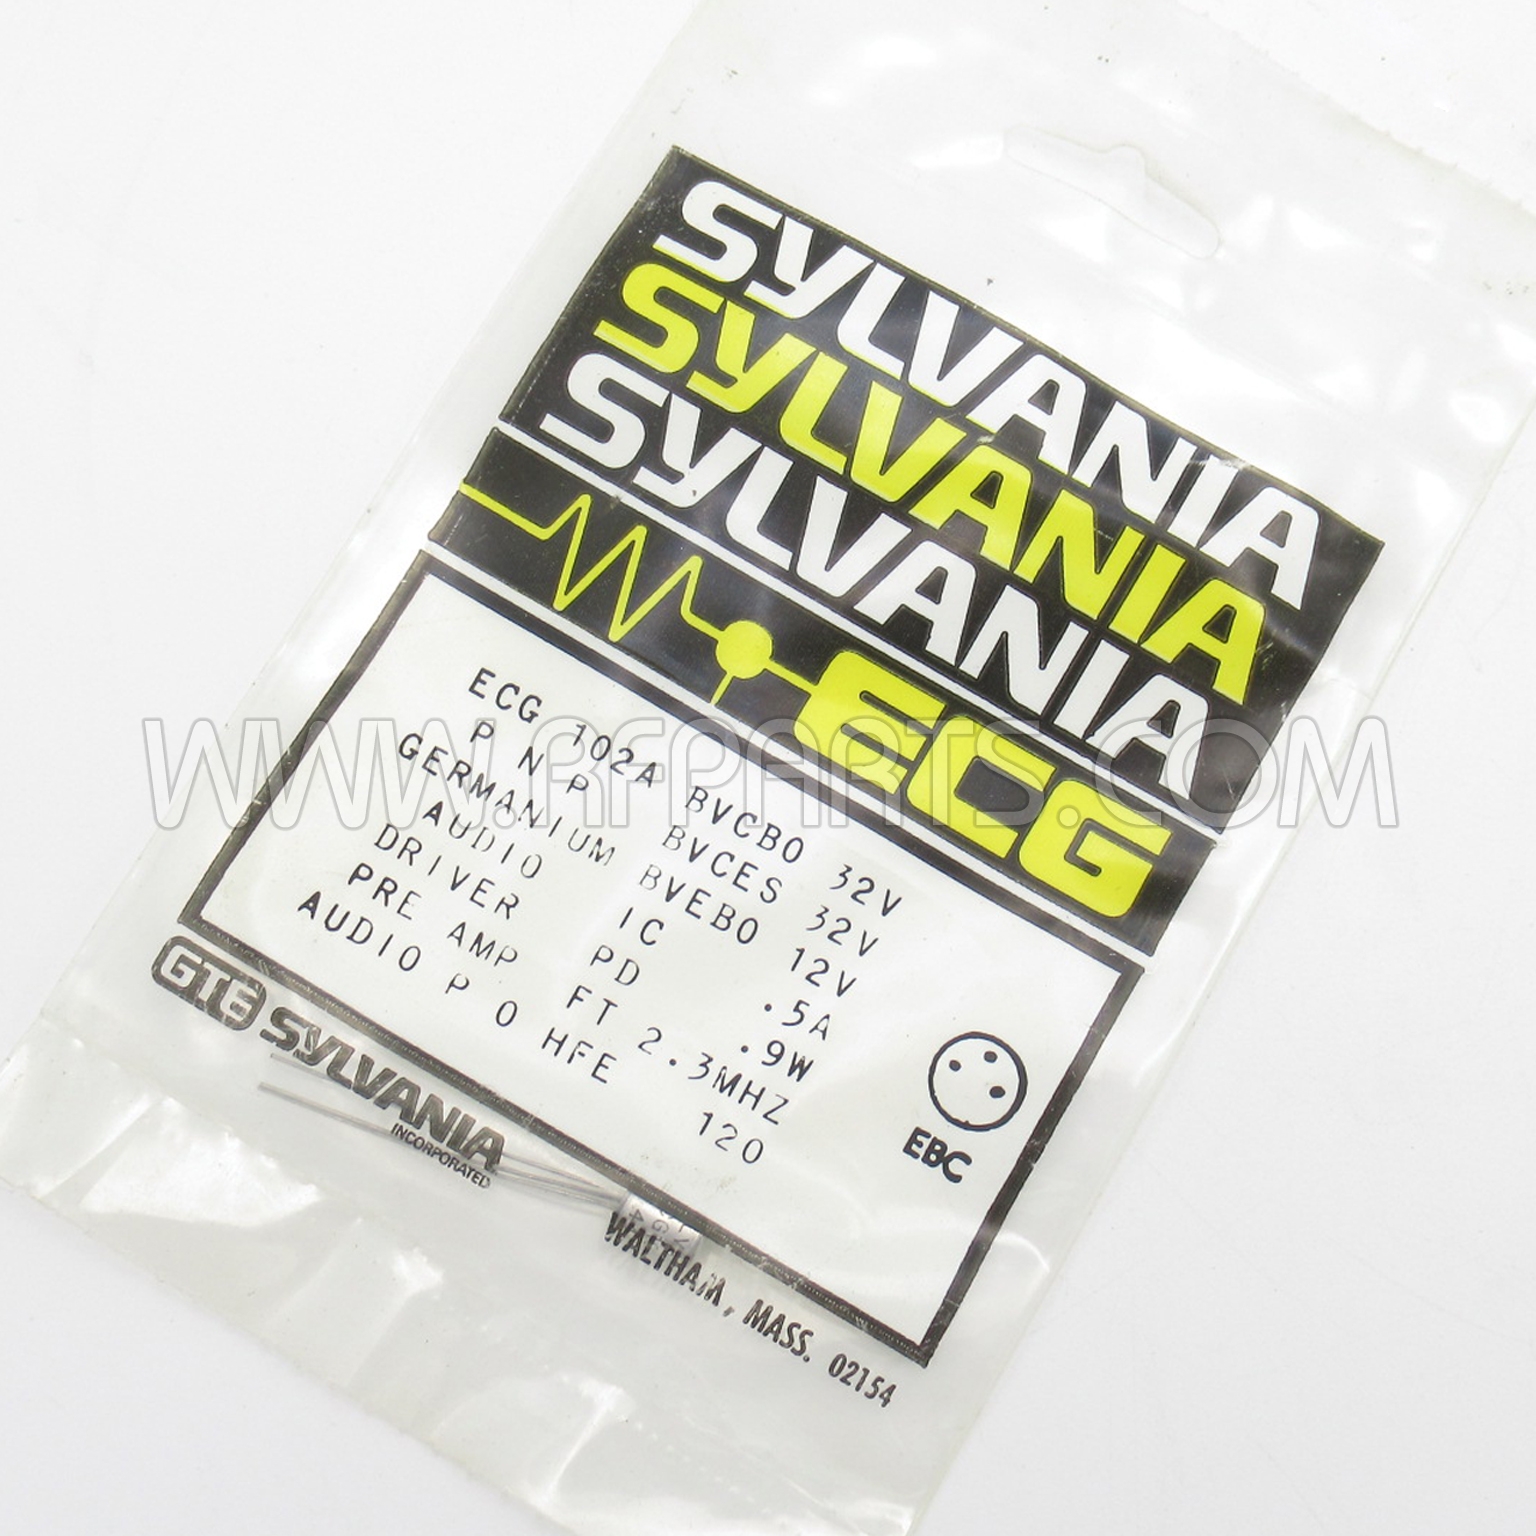 SYLVANIA
SYLVANIA
SYLVANIA
ECG
ECG 102A BVCBO 32V
P N P BVCES 32V
GERMANIUM BVEBO 12V
AUDIO IC .5A
DRIVER PD .9W
PRE AMP FT 2.3MHZ
AUDIO P O HFE 120
EBC
GTE SYLVANIA
INCORPORATED
WALTHAM, MASS. 02154
WWW.RFPARTS.COM